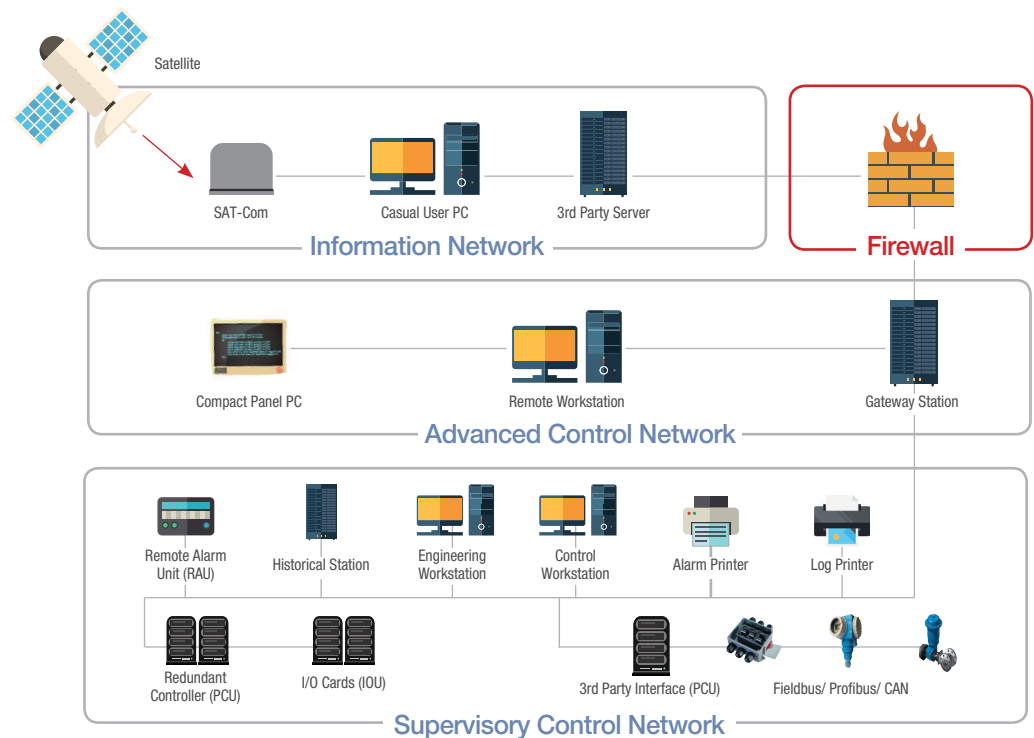 Satellite
SAT-Com
Casual User PC
3rd Party Server
Information Network
Firewall
Compact Panel PC
Remote Workstation
Gateway Station
Advanced Control Network
Remote Alarm
Unit (RAU)
Historical Station
Engineering
Workstation
Control
Workstation
Alarm Printer
Log Printer
Redundant
Controller (PCU)
I/O Cards (IOU)
3rd Party Interface (PCU)
Fieldbus/ Profibus/ CAN
Supervisory Control Network